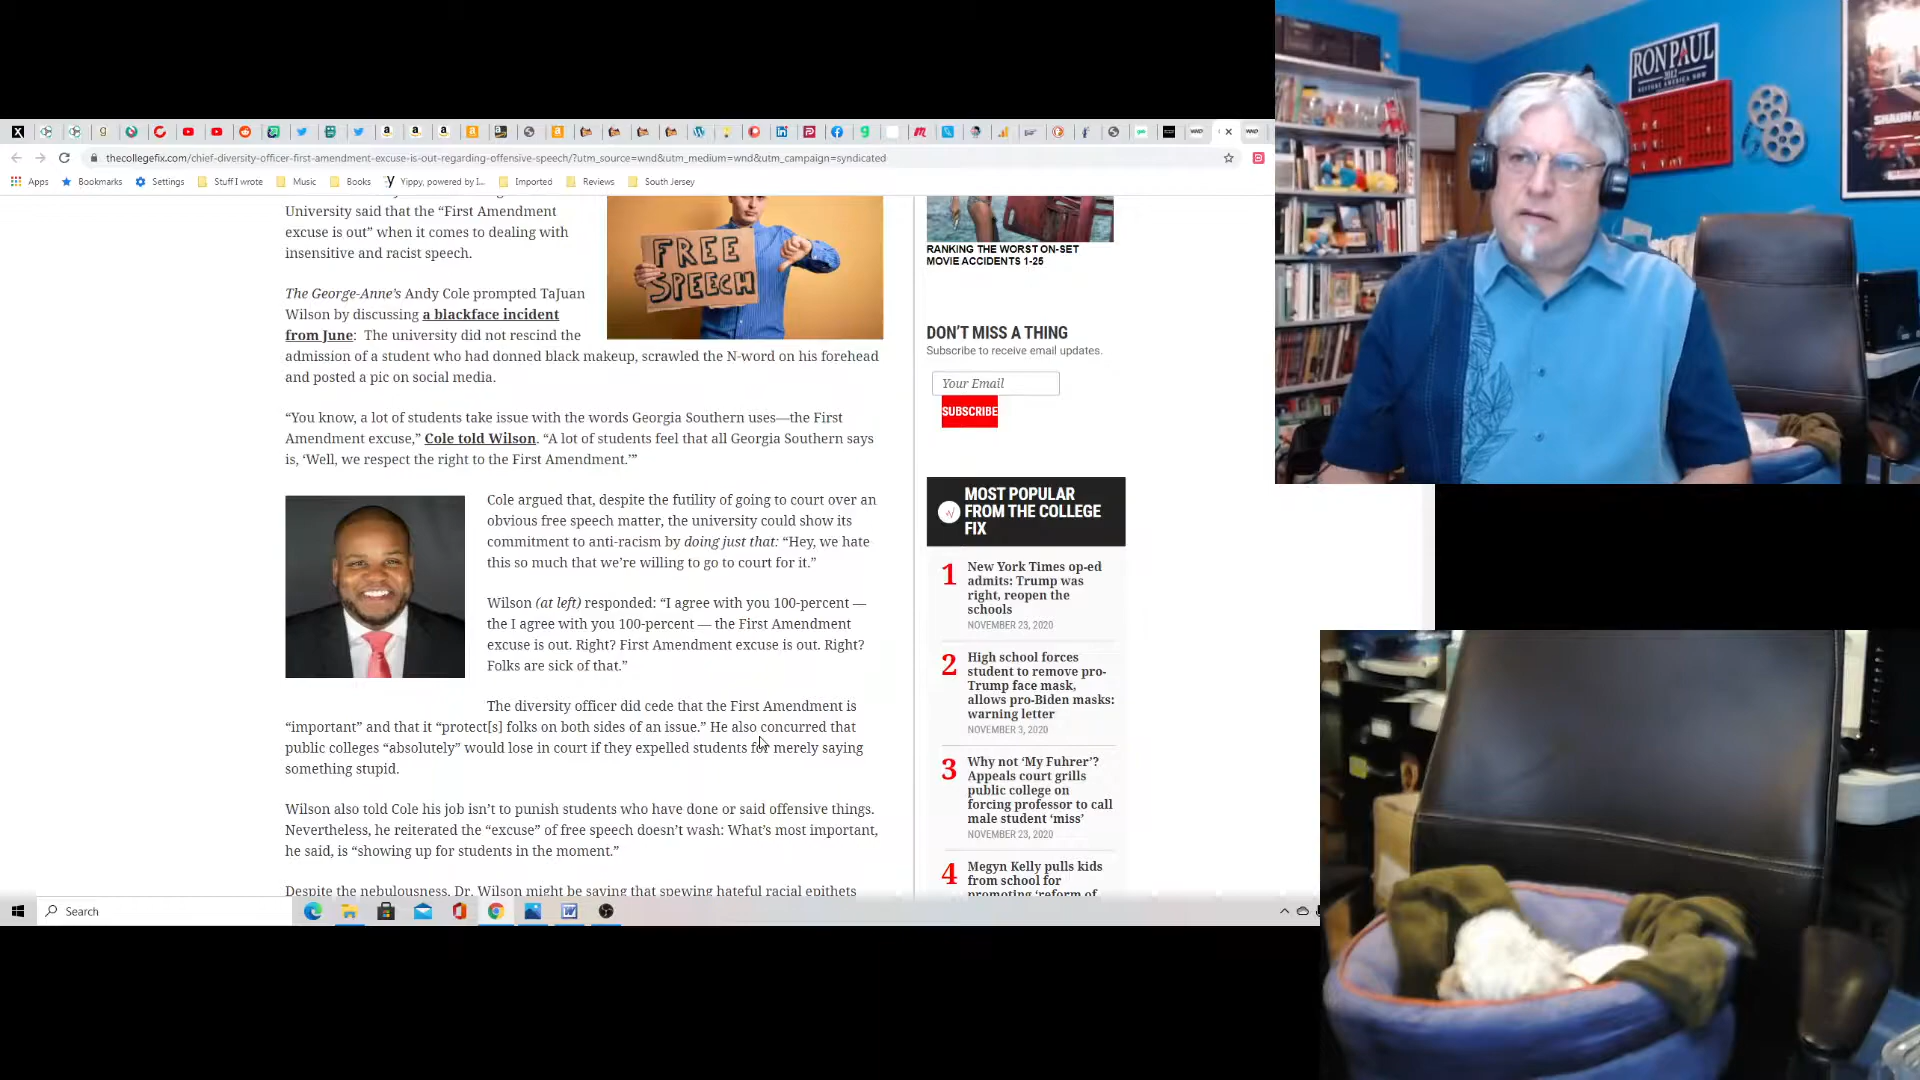 thecollegefix.com/chief-diversity-officer-first-amendment-excuse-is-out-regarding-offensive-speech/?utm_source=wnd&utm_medium=wnd&utm_campaign=syndicated
Apps
Bookmarks
Settings
Stuff I wrote
Music
Books
Yippy, powered by I...
Imported
Reviews
South Jersey
University said that the “First Amendment
excuse is out” when it comes to dealing with
insensitive and racist speech.
The George-Anne’s Andy Cole prompted TaJuan
Wilson by discussing a blackface incident
from June: The university did not rescind the
admission of a student who had donned black makeup, scrawled the N-word on his forehead
and posted a pic on social media.
“You know, a lot of students take issue with the words Georgia Southern uses—the First
Amendment excuse,” Cole told Wilson. “A lot of students feel that all Georgia Southern says
is, ‘Well, we respect the right to the First Amendment.’”
Cole argued that, despite the futility of going to court over an
obvious free speech matter, the university could show its
commitment to anti-racism by doing just that: “Hey, we hate
this so much that we’re willing to go to court for it.”
Wilson (at left) responded: “I agree with you 100-percent —
the I agree with you 100-percent — the First Amendment
excuse is out. Right? First Amendment excuse is out. Right?
Folks are sick of that.”
The diversity officer did cede that the First Amendment is
“important” and that it “protect[s] folks on both sides of an issue.” He also concurred that
public colleges “absolutely” would lose in court if they expelled students for merely saying
something stupid.
Wilson also told Cole his job isn’t to punish students who have done or said offensive things.
Nevertheless, he reiterated the “excuse” of free speech doesn’t wash: What’s most important,
he said, is “showing up for students in the moment.”
Despite the nebulousness, Dr. Wilson might be saying that spewing hateful racial epithets
FREE
SPEECH
RANKING THE WORST ON-SET
MOVIE ACCIDENTS 1-25
DON’T MISS A THING
Subscribe to receive email updates.
Your Email
SUBSCRIBE
MOST POPULAR
FROM THE COLLEGE
FIX
1
New York Times op-ed
admits: Trump was
right, reopen the
schools
NOVEMBER 23, 2020
2
High school forces
student to remove pro-
Trump face mask,
allows pro-Biden masks:
warning letter
NOVEMBER 3, 2020
3
Why not ‘My Fuhrer’?
Appeals court grills
public college on
forcing professor to call
male student ‘miss’
NOVEMBER 23, 2020
4
Megyn Kelly pulls kids
from school for
promoting ‘reform of
Search
RON PAUL
2012
RESTORE AMERICA NOW